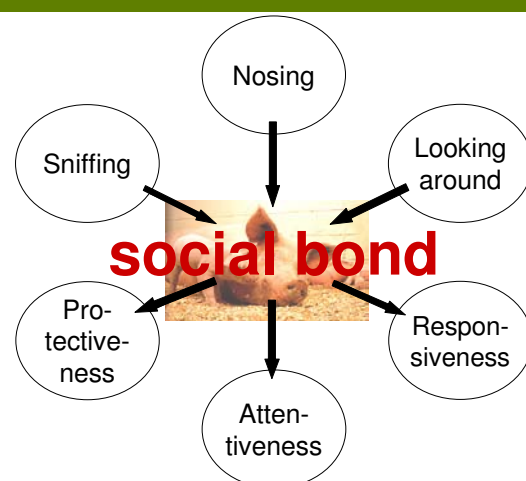 Nosing
Sniffing
Looking
around
social bond
Pro-
tective-
ness
Respon-
siveness
Atten-
tiveness